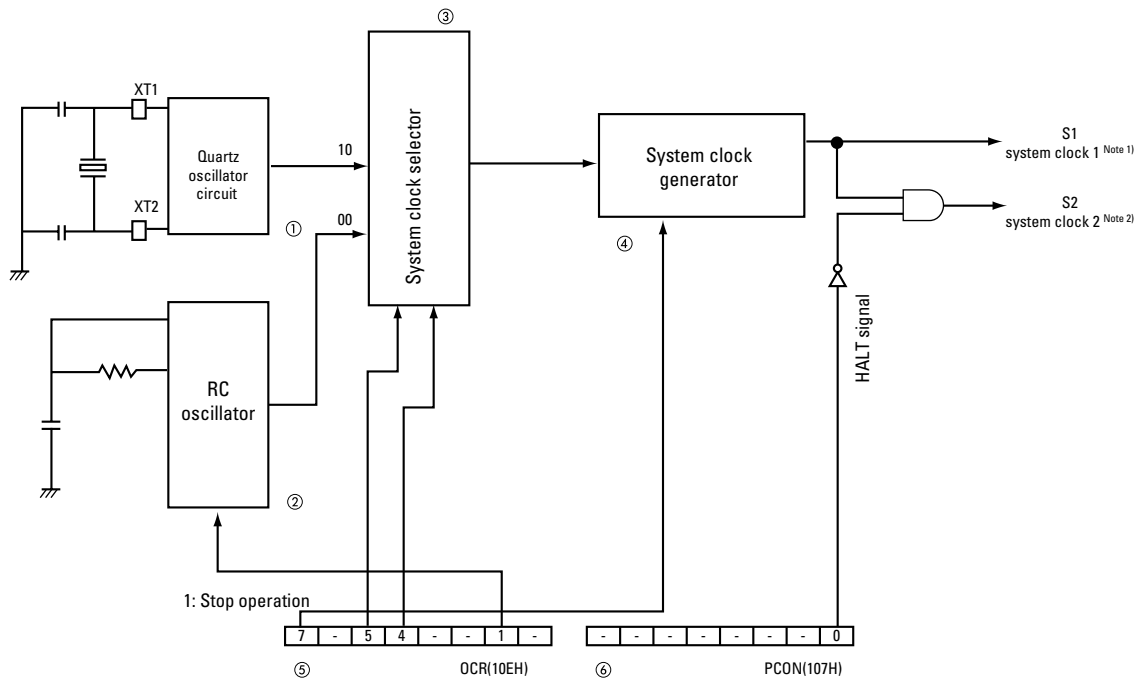 ③
XT1
Quartz
oscillator
circuit
XT2
①
10
00
System clock selector
System clock
generator
④
S1
system clock 1 Note 1)
S2
system clock 2 Note 2)
HALT signal
RC
oscillator
②
1: Stop operation
7 - 5 4 - - 1 -
- - - - - - - 0
⑤ OCR(10EH)
⑥ PCON(107H)